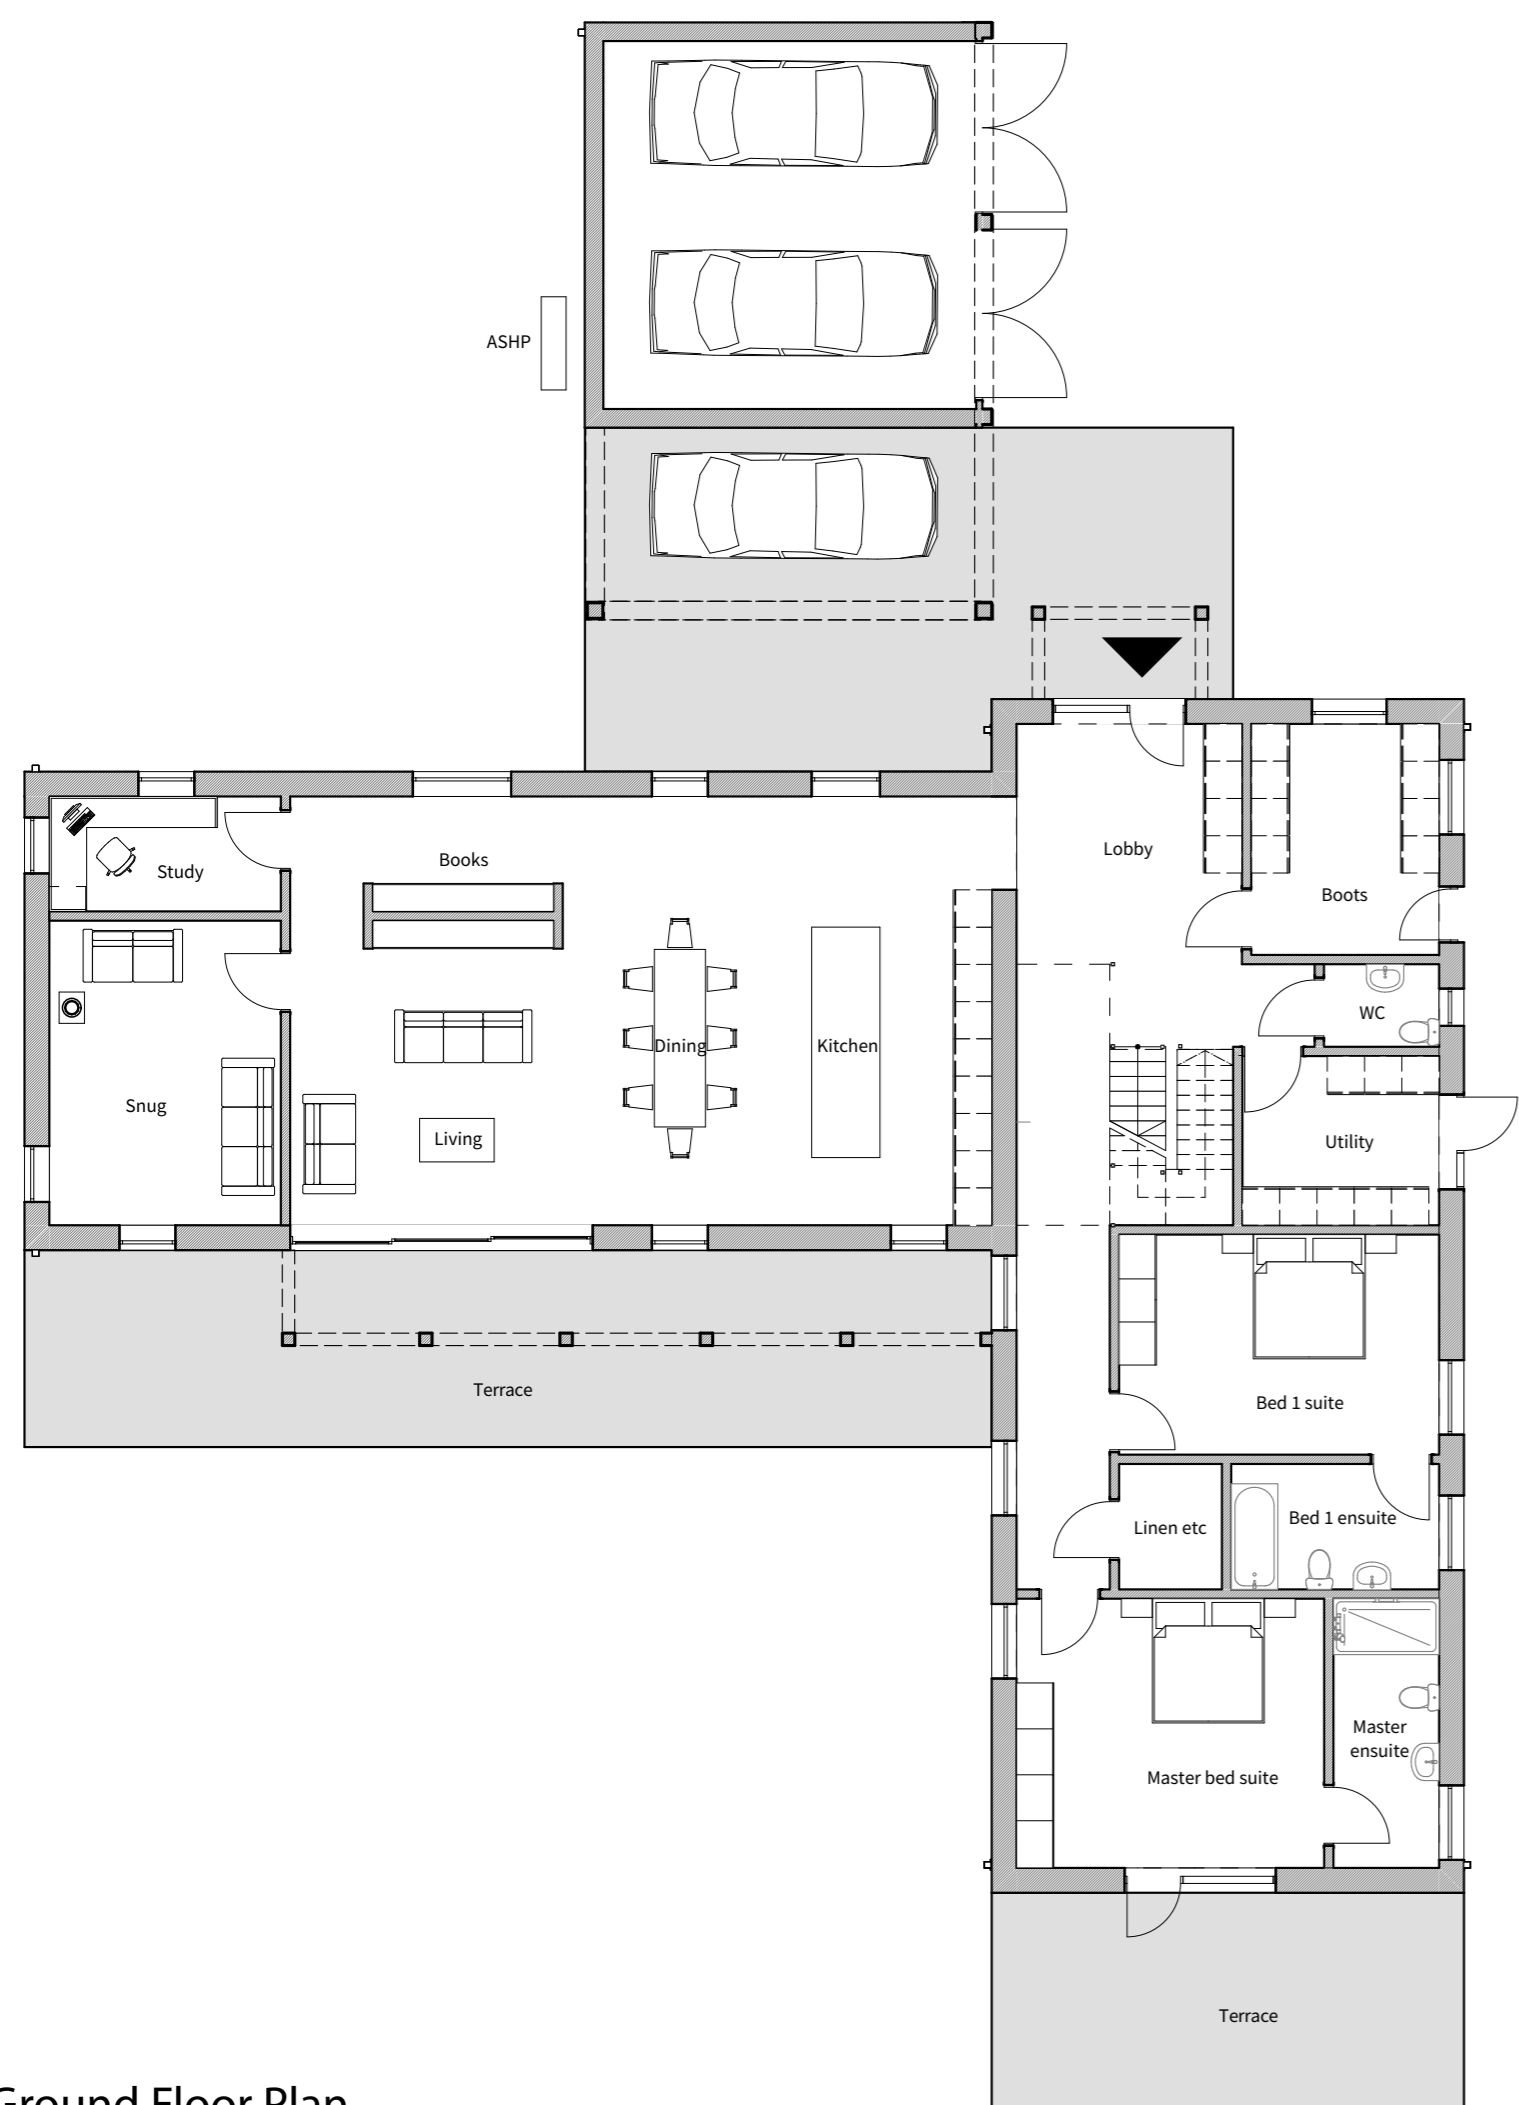 ASHP
Lobby
Books
Study
Boots
WC
Dining
Kitchen
Snug
Living
Utility
Terrace
Bed 1 suite
Linen etc
Bed 1 ensuite
Master
ensuite
Master bed suite
Terrace
Ground Floor Plan